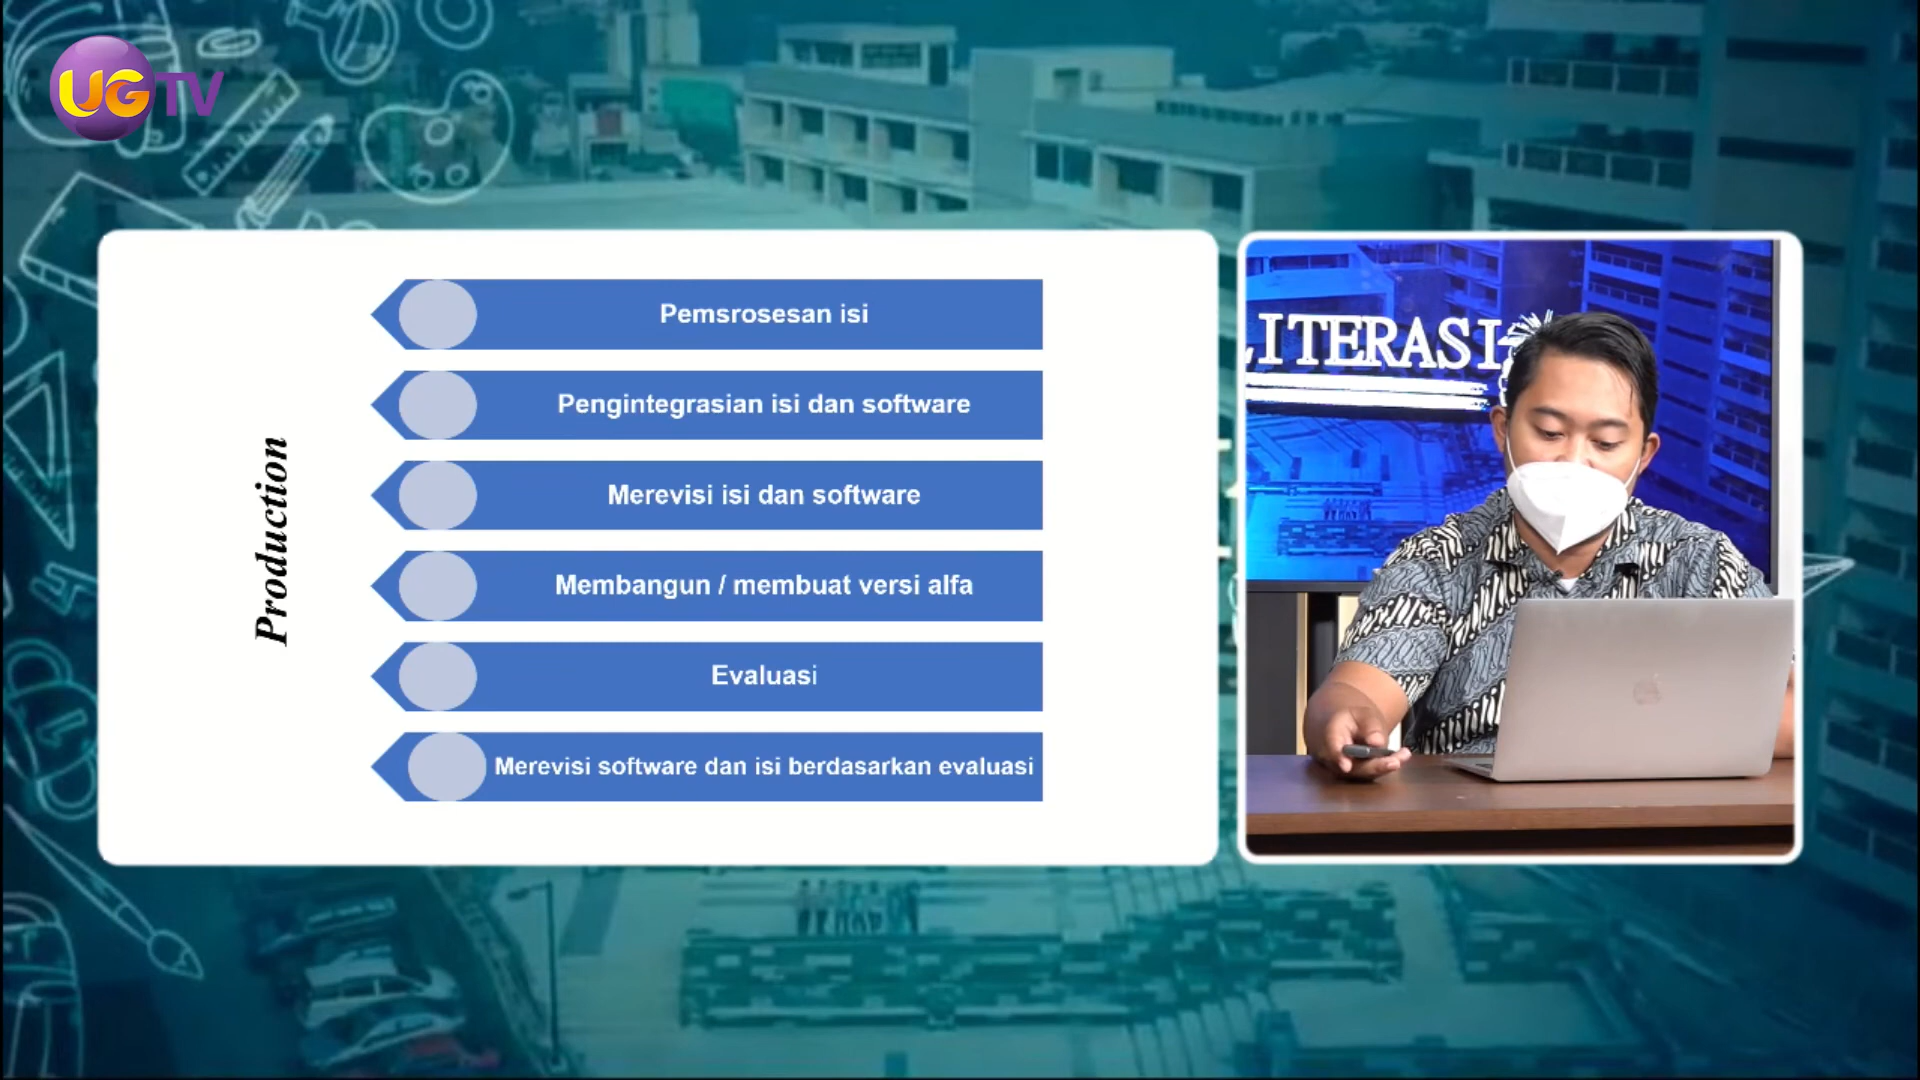 UGTV
Production
Pemsrosesan isi
Pengintegrasian isi dan software
Merevisi isi dan software
Membangun / membuat versi alfa
Evaluasi
Merevisi software dan isi berdasarkan evaluasi
LITERASI